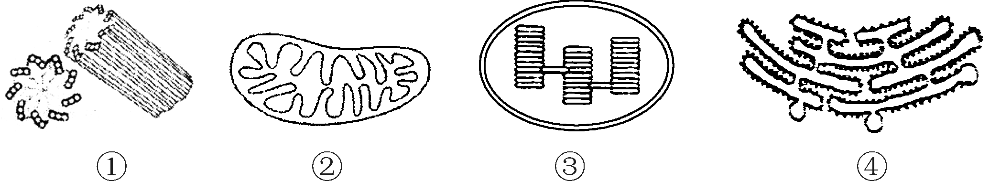 ① ② ③ ④